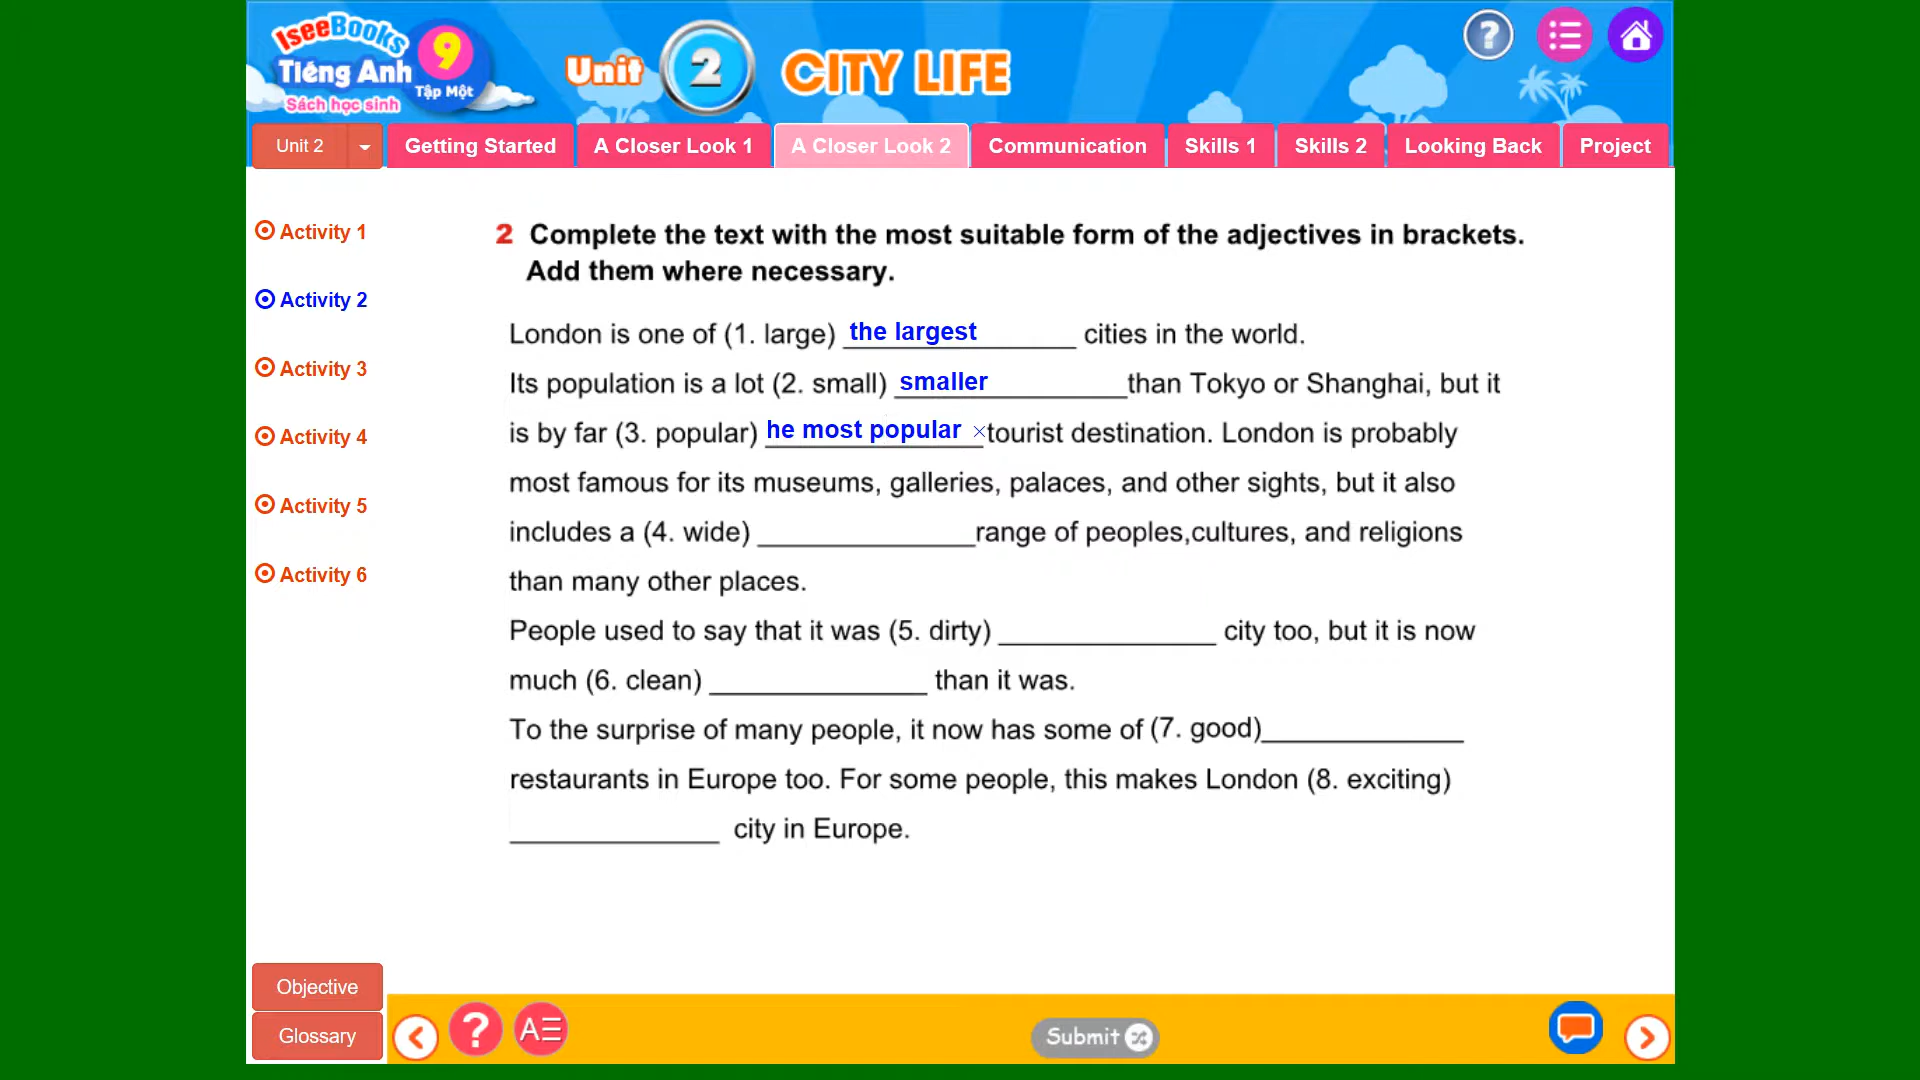 IseeBooks
Tiếng Anh 9
Tập Một
Sách học sinh
Unit 2 CITY LIFE
?
Unit 2
Getting Started
A Closer Look 1
A Closer Look 2
Communication
Skills 1
Skills 2
Looking Back
Project
Activity 1
Activity 2
Activity 3
Activity 4
Activity 5
Activity 6
2 Complete the text with the most suitable form of the adjectives in brackets.
Add them where necessary.
London is one of (1. large) the largest cities in the world.
Its population is a lot (2. small) smaller than Tokyo or Shanghai, but it
is by far (3. popular) he most popular × tourist destination. London is probably
most famous for its museums, galleries, palaces, and other sights, but it also
includes a (4. wide) ______________range of peoples,cultures, and religions
than many other places.
People used to say that it was (5. dirty) ______________ city too, but it is now
much (6. clean) ______________ than it was.
To the surprise of many people, it now has some of (7. good)_____________
restaurants in Europe too. For some people, this makes London (8. exciting)
______________ city in Europe.
Objective
Glossary
?
A
Submit